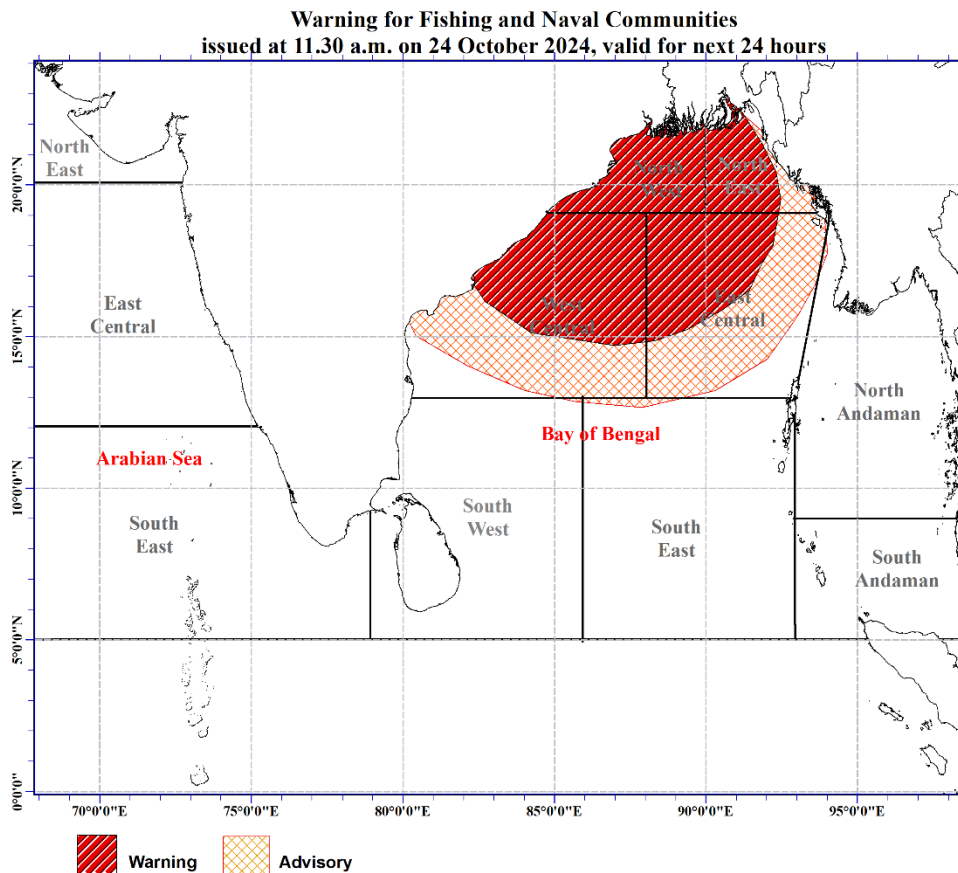 Warning for Fishing and Naval Communities
issued at 11.30 a.m. on 24 October 2024, valid for next 24 hours
North
East
North
West
North
East
20°0'0"N
East
Central
West
Central
East
Central
15°0'0"N
North
Andaman
Bay of Bengal
Arabian Sea
10°0'0"N
South
East
South
West
South
East
South
Andaman
5°0'0"N
0°0'0"
70°0'0"E
75°0'0"E
80°0'0"E
85°0'0"E
90°0'0"E
95°0'0"E
Warning
Advisory